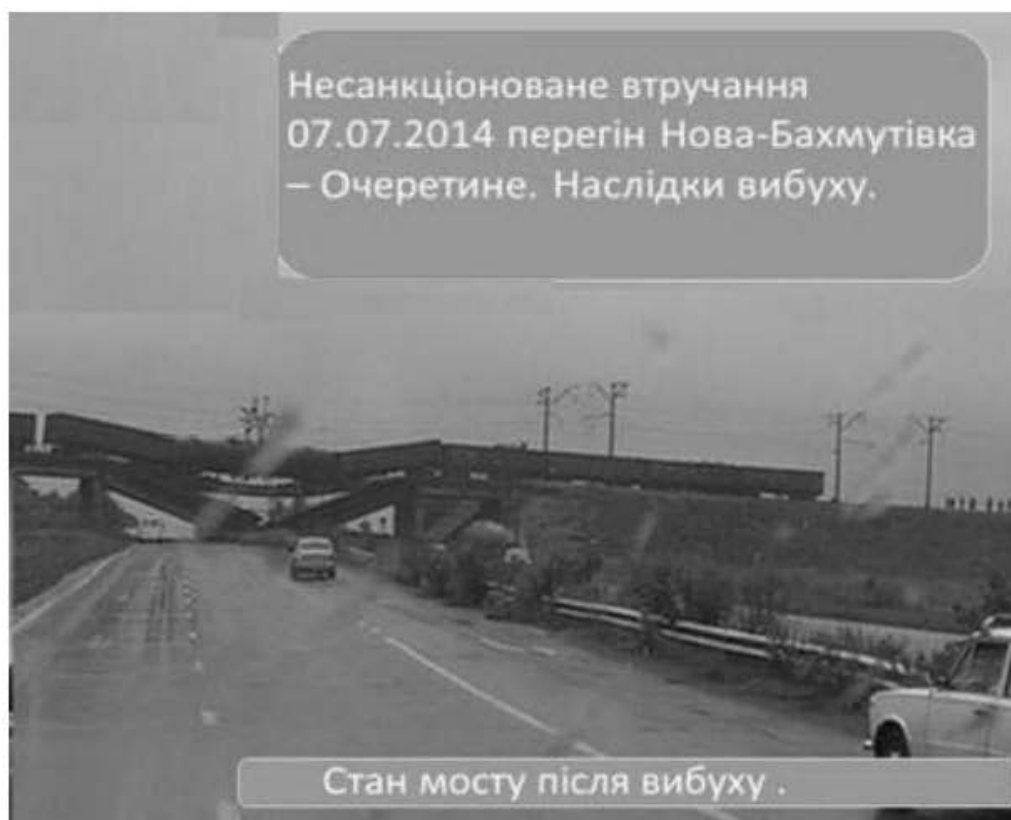 Несанкціоноване втручання
07.07.2014 перегін Нова-Бахмутівка
– Очеретине. Наслідки вибуху.
Стан мосту після вибуху .